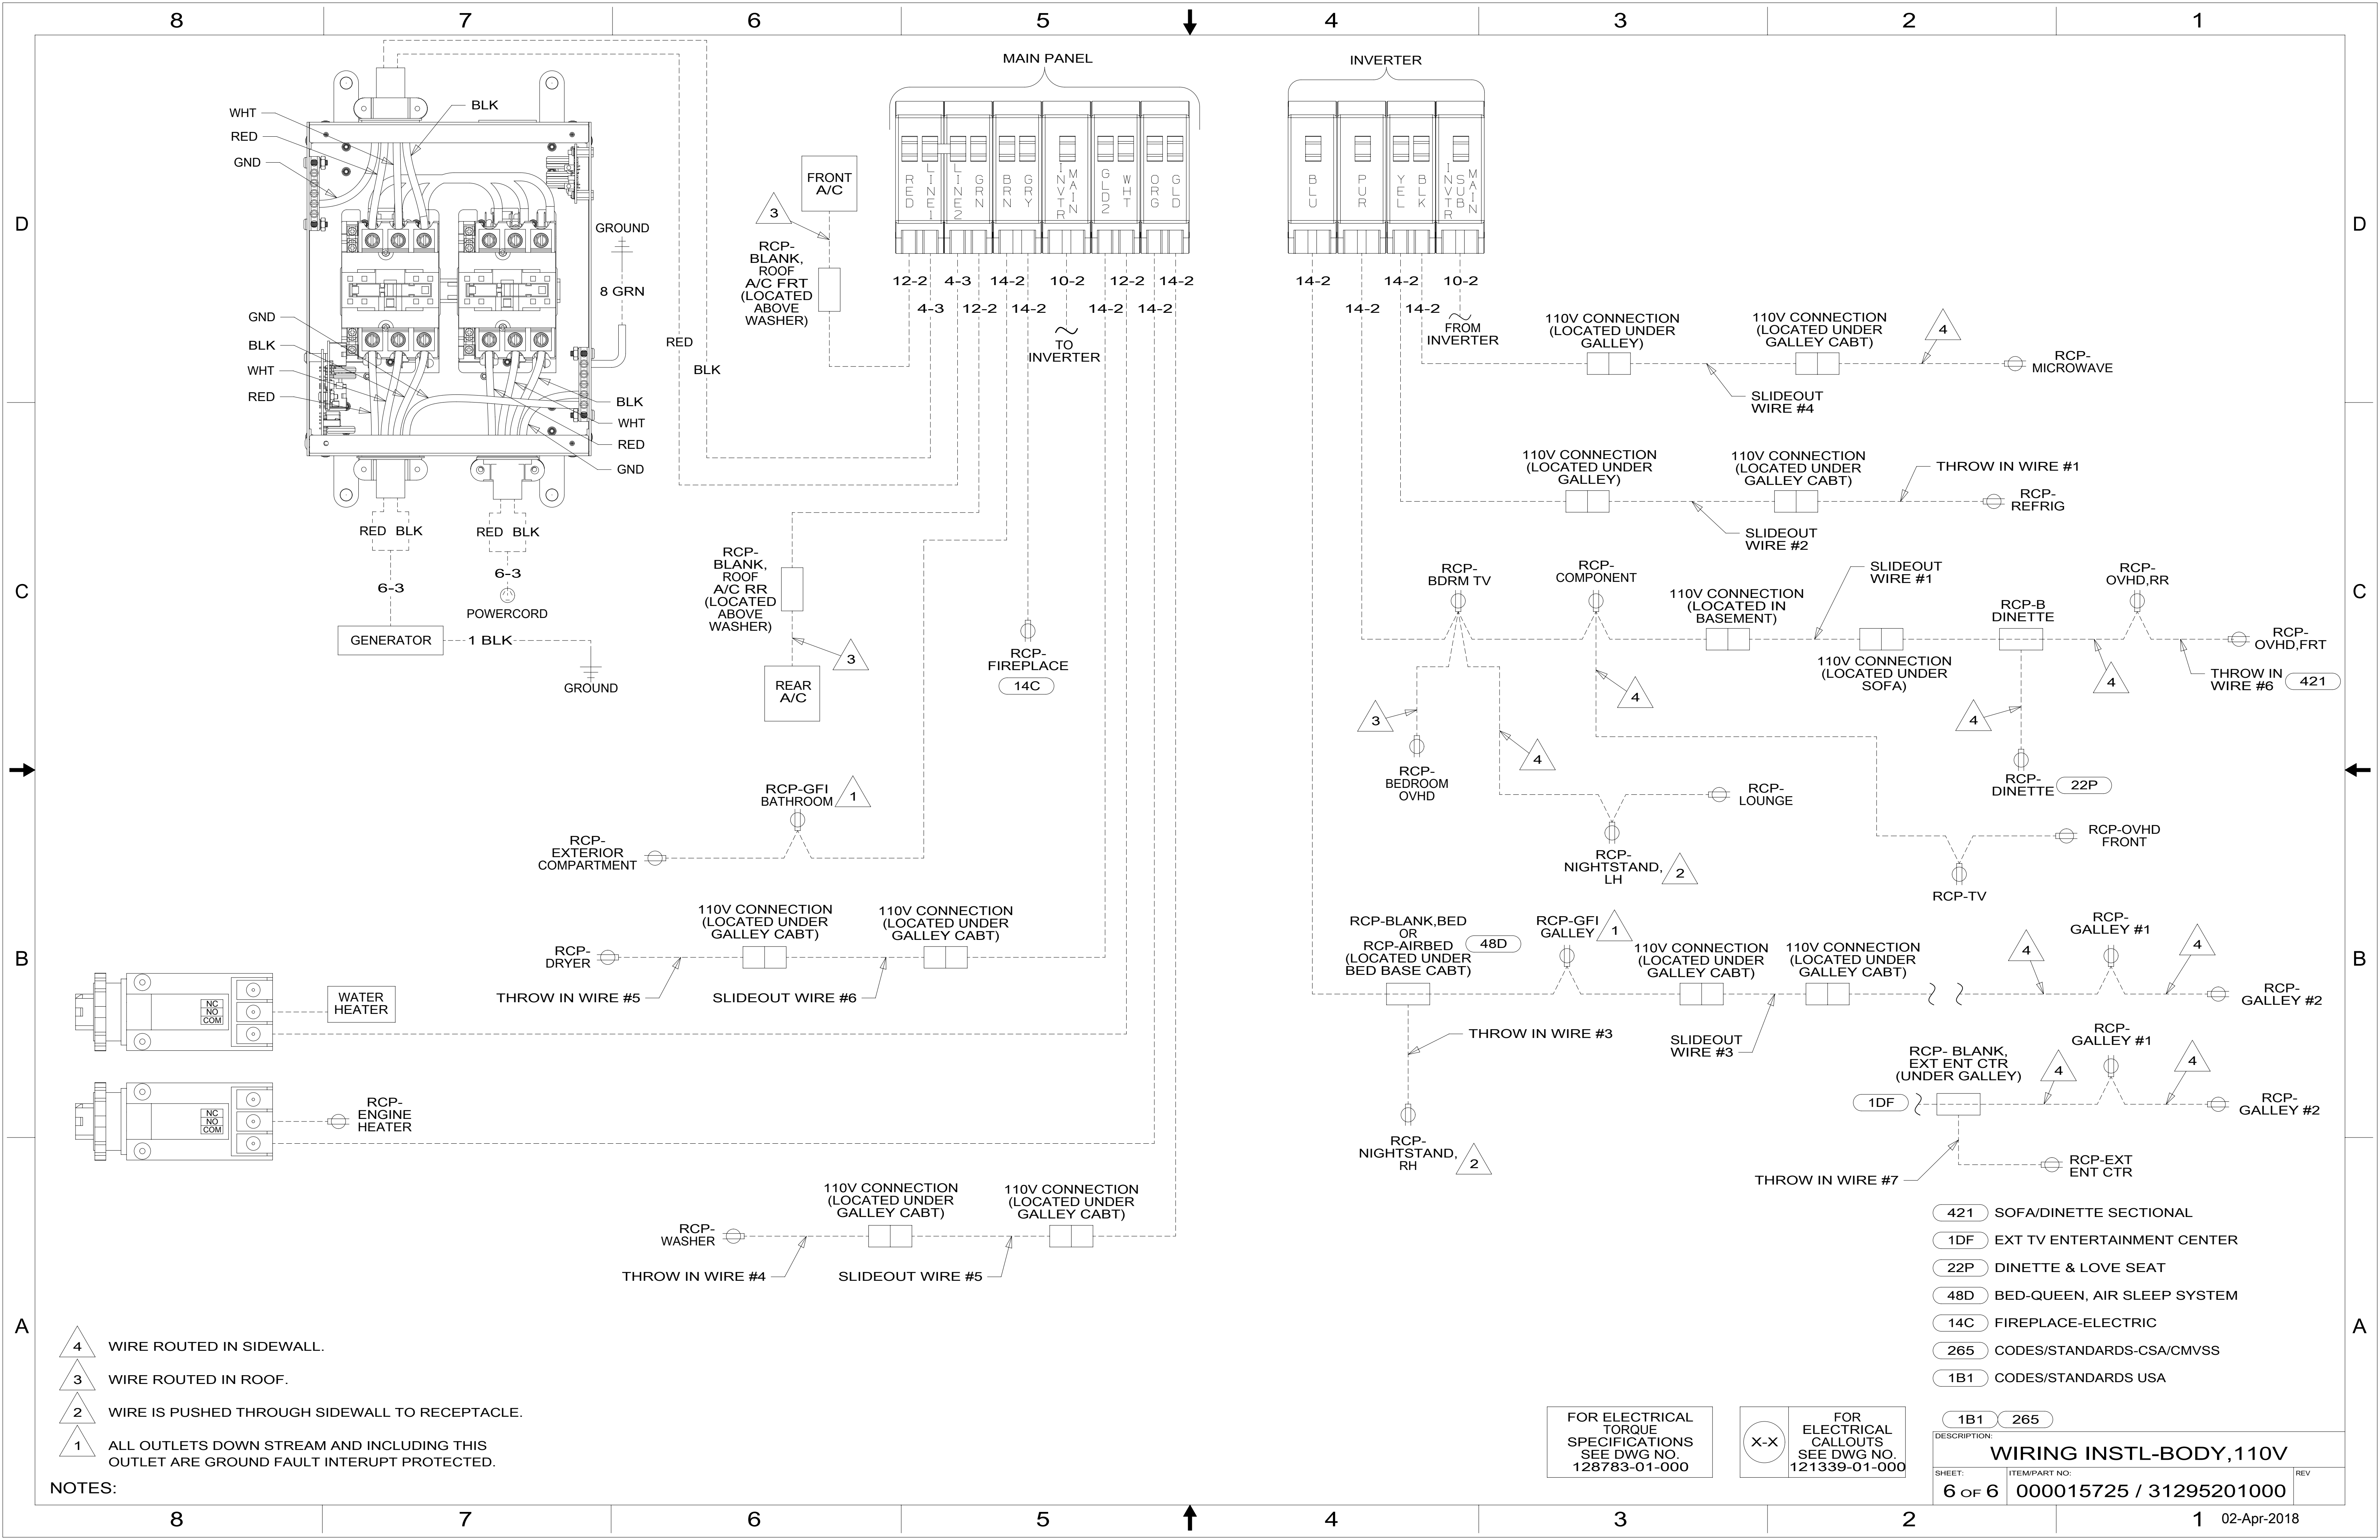 8 7 6 5 4 3 2 1
D
C
B
A
WHT
RED
GND
BLK
GND
BLK
WHT
RED
BLK
WHT
RED
GND
GROUND
8 GRN
RED BLK
RED BLK
6-3
6-3
POWERCORD
GENERATOR
1 BLK
GROUND
RED
BLK
MAIN PANEL
RED
LINE1
LINE2
GRN
BRN
GRY
INVTR
MAIN
GLD2
WHT
ORG
GLD
12-2 4-3 14-2 10-2 12-2 14-2
4-3 12-2 14-2 14-2 14-2
TO
INVERTER
FRONT
A/C
3
RCP-
BLANK,
ROOF
A/C FRT
(LOCATED
ABOVE
WASHER)
RCP-
BLANK,
ROOF
A/C RR
(LOCATED
ABOVE
WASHER)
3
REAR
A/C
RCP-
FIREPLACE
14C
RCP-GFI
BATHROOM
1
RCP-
EXTERIOR
COMPARTMENT
110V CONNECTION
(LOCATED UNDER
GALLEY CABT)
110V CONNECTION
(LOCATED UNDER
GALLEY CABT)
RCP-
DRYER
THROW IN WIRE #5
SLIDEOUT WIRE #6
NC
NO
COM
WATER
HEATER
NC
NO
COM
RCP-
ENGINE
HEATER
110V CONNECTION
(LOCATED UNDER
GALLEY CABT)
110V CONNECTION
(LOCATED UNDER
GALLEY CABT)
RCP-
WASHER
THROW IN WIRE #4
SLIDEOUT WIRE #5
INVERTER
BLU
PUR
YEL
BLK
INVTR
SUB
MAIN
14-2 14-2 10-2
14-2 14-2
FROM
INVERTER
110V CONNECTION
(LOCATED UNDER
GALLEY)
110V CONNECTION
(LOCATED UNDER
GALLEY CABT)
4
RCP-
MICROWAVE
SLIDEOUT
WIRE #4
110V CONNECTION
(LOCATED UNDER
GALLEY)
110V CONNECTION
(LOCATED UNDER
GALLEY CABT)
THROW IN WIRE #1
RCP-
REFRIG
SLIDEOUT
WIRE #2
RCP-
BDRM TV
RCP-
COMPONENT
110V CONNECTION
(LOCATED IN
BASEMENT)
SLIDEOUT
WIRE #1
110V CONNECTION
(LOCATED UNDER
SOFA)
RCP-B
DINETTE
RCP-
OVHD,RR
RCP-
OVHD,FRT
4
THROW IN
WIRE #6
421
3
RCP-
BEDROOM
OVHD
4
4
4
RCP-
DINETTE
22P
RCP-
LOUNGE
RCP-
NIGHTSTAND,
LH
2
RCP-OVHD
FRONT
RCP-TV
RCP-BLANK,BED
OR
RCP-AIRBED
(LOCATED UNDER
BED BASE CABT)
48D
RCP-GFI
GALLEY
1
110V CONNECTION
(LOCATED UNDER
GALLEY CABT)
110V CONNECTION
(LOCATED UNDER
GALLEY CABT)
4
RCP-
GALLEY #1
4
RCP-
GALLEY #2
THROW IN WIRE #3
SLIDEOUT
WIRE #3
RCP-
NIGHTSTAND,
RH
2
RCP- BLANK,
EXT ENT CTR
(UNDER GALLEY)
1DF
4
RCP-
GALLEY #1
4
RCP-
GALLEY #2
RCP-EXT
ENT CTR
THROW IN WIRE #7
421 SOFA/DINETTE SECTIONAL
1DF EXT TV ENTERTAINMENT CENTER
22P DINETTE & LOVE SEAT
48D BED-QUEEN, AIR SLEEP SYSTEM
14C FIREPLACE-ELECTRIC
265 CODES/STANDARDS-CSA/CMVSS
1B1 CODES/STANDARDS USA
4 WIRE ROUTED IN SIDEWALL.
3 WIRE ROUTED IN ROOF.
2 WIRE IS PUSHED THROUGH SIDEWALL TO RECEPTACLE.
1 ALL OUTLETS DOWN STREAM AND INCLUDING THIS
OUTLET ARE GROUND FAULT INTERUPT PROTECTED.
NOTES:
FOR ELECTRICAL
TORQUE
SPECIFICATIONS
SEE DWG NO.
128783-01-000
X-X
FOR
ELECTRICAL
CALLOUTS
SEE DWG NO.
121339-01-000
1B1 265
DESCRIPTION:
WIRING INSTL-BODY,110V
SHEET:
6 OF 6
ITEM/PART NO:
000015725 / 31295201000
REV
D
C
B
A
8 7 6 5 4 3 2 1
02-Apr-2018